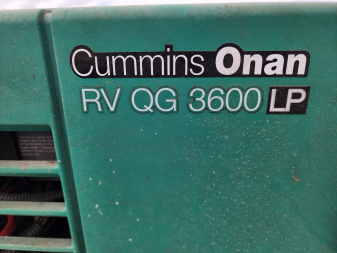 Cummins Onan
RV QG 3600 LP